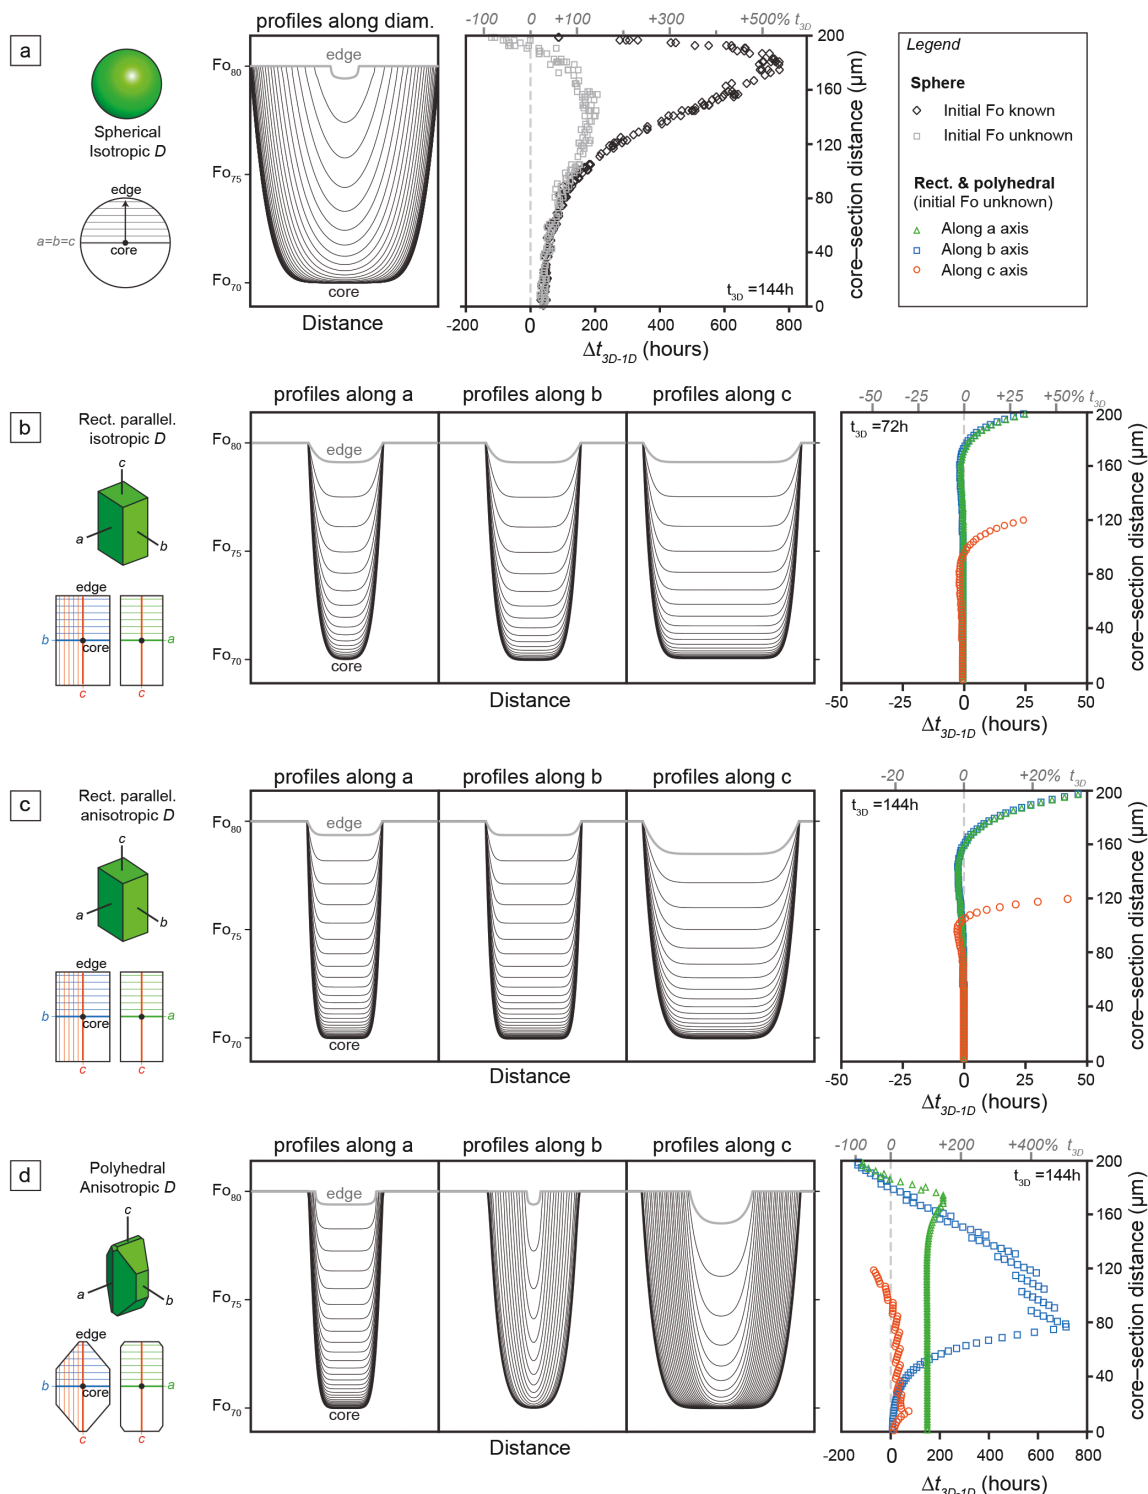 a
Spherical
Isotropic D
edge
a=b=c
core
profiles along diam.
Fo80
Fo75
Fo70
edge
core
Distance
-100 0 +100 +300 +500% t3D
200
160
120
80
40
0
core–section distance (µm)
t3D =144h
-200 0 200 400 600 800
Δt3D-1D (hours)
Legend
Sphere
Initial Fo known
Initial Fo unknown
Rect. & polyhedral
(initial Fo unknown)
Along a axis
Along b axis
Along c axis
b
Rect. parallel.
isotropic D
c
a
b
edge
b
core
a
c
c
profiles along a
profiles along b
profiles along c
Fo80
Fo75
Fo70
edge
core
Distance
-50 -25 0 +25 +50% t3D
t3D =72h
200
160
120
80
40
0
core–section distance (µm)
-50 -25 0 25 50
Δt3D-1D (hours)
c
Rect. parallel.
anisotropic D
c
a
b
edge
b
core
a
c
c
profiles along a
profiles along b
profiles along c
Fo80
Fo75
Fo70
edge
core
Distance
-20 0 +20% t3D
t3D =144h
200
160
120
80
40
0
core–section distance (µm)
-50 -25 0 25 50
Δt3D-1D (hours)
d
Polyhedral
Anisotropic D
c
a
b
edge
b
core
a
c
c
profiles along a
profiles along b
profiles along c
Fo80
Fo75
Fo70
edge
core
Distance
-100 0 +200 +400% t3D
t3D =144h
200
160
120
80
40
0
core–section distance (µm)
-200 0 200 400 600 800
Δt3D-1D (hours)